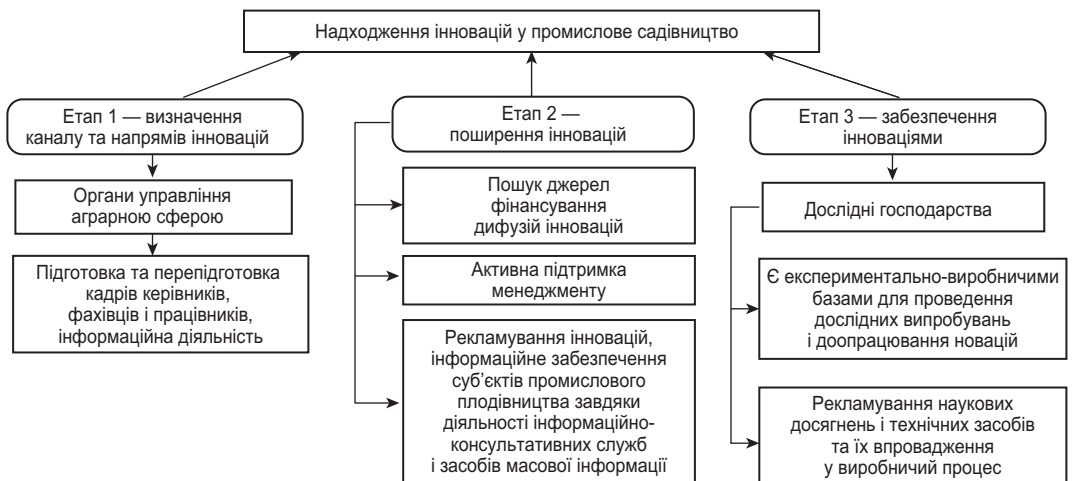 Надходження інновацій у промислове садівництво
Етап 1 — визначення
каналу та напрямів інновацій
Органи управління
аграрною сферою
Підготовка та перепідготовка
кадрів керівників,
фахівців і працівників,
інформаційна діяльність
Етап 2 —
поширення інновацій
Пошук джерел
фінансування
дифузій інновацій
Активна підтримка
менеджменту
Рекламування інновацій,
інформаційне забезпечення
суб’єктів промислового
плодівництва завдяки
діяльності інформаційно-
консультативних служб
і засобів масової інформації
Етап 3 — забезпечення
інноваціями
Дослідні господарства
Є експериментально-виробничими
базами для проведення
дослідних випробувань
і доопрацювання новацій
Рекламування наукових
досягнень і технічних засобів
та їх впровадження
у виробничий процес